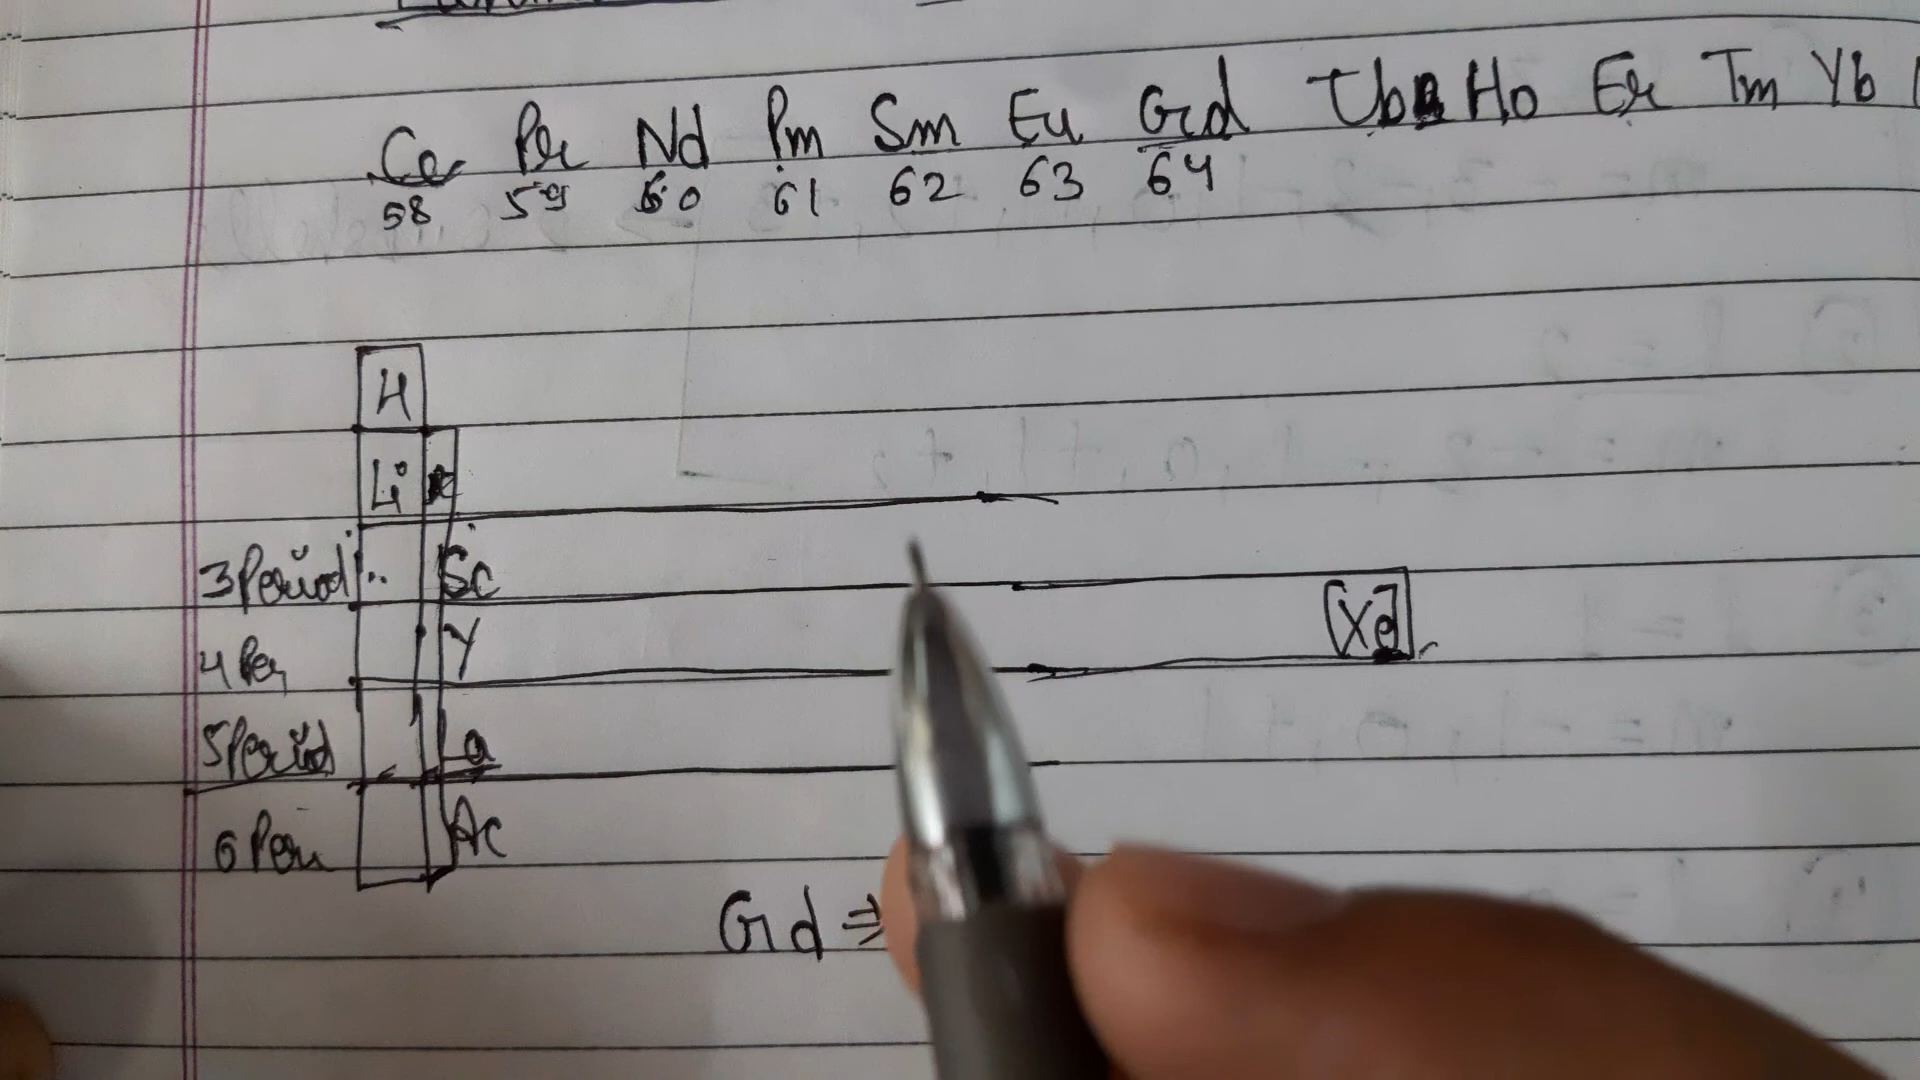 Ce Pr Nd Pm Sm Eu Gd Tb Ho Er Tm Yb
58 59 60 61 62 63 64
H
Li
3 Period Sc
4 Per Y [Xe]
5 Period La
6 Peri Ac
Gd ⇒